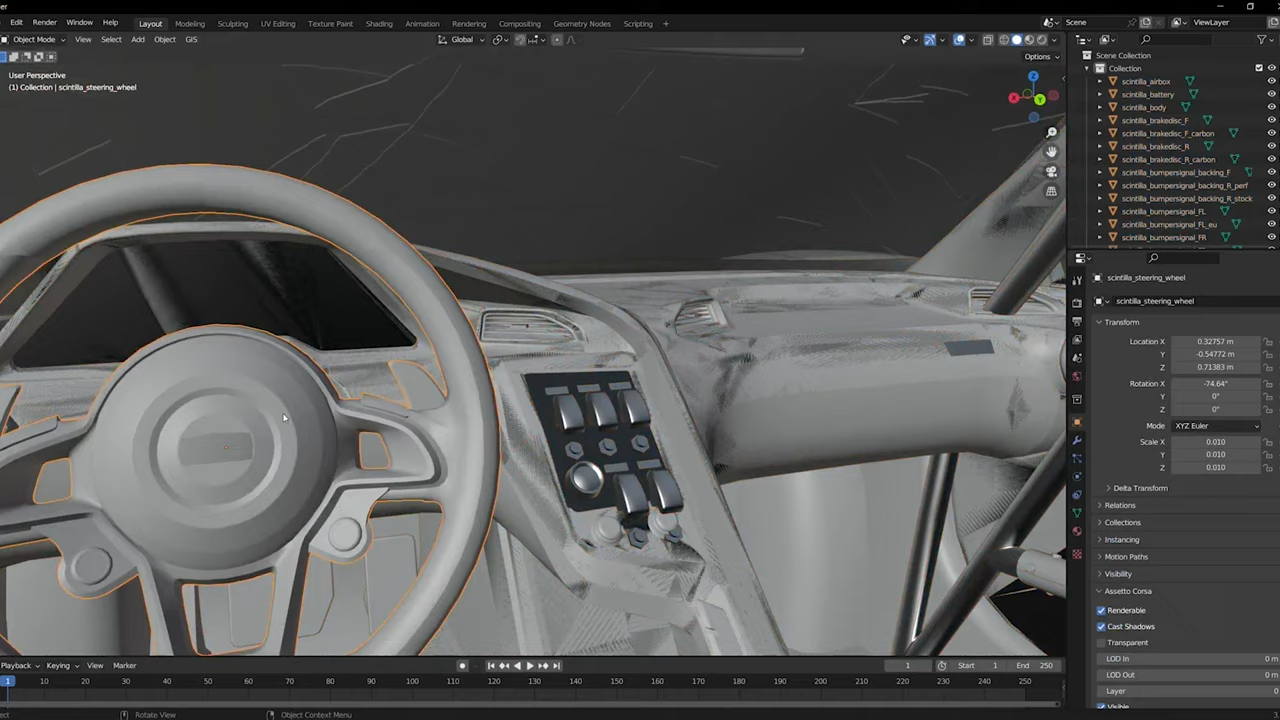 er
Edit Render Window Help Layout Modeling Sculpting UV Editing Texture Paint Shading Animation Rendering Compositing Geometry Nodes Scripting + Scene ViewLayer
Object Mode View Select Add Object GIS Global
Options
User Perspective
(1) Collection | scintilla_steering_wheel
X
Y
Z
Scene Collection
Collection
scintilla_airbox
scintilla_battery
scintilla_body
scintilla_brakedisc_F
scintilla_brakedisc_F_carbon
scintilla_brakedisc_R
scintilla_brakedisc_R_carbon
scintilla_bumpersignal_backing_F
scintilla_bumpersignal_backing_R_perf
scintilla_bumpersignal_backing_R_stock
scintilla_bumpersignal_FL
scintilla_bumpersignal_FL_eu
scintilla_bumpersignal_FR
scintilla_steering_wheel
scintilla_steering_wheel
Transform
Location X 0.32757 m
Y -0.54772 m
Z 0.71383 m
Rotation X -74.64°
Y 0°
Z 0°
Mode XYZ Euler
Scale X 0.010
Y 0.010
Z 0.010
Delta Transform
Relations
Collections
Instancing
Motion Paths
Visibility
Assetto Corsa
Renderable
Cast Shadows
Transparent
LOD In 0 m
LOD Out 0 m
Layer 0
Visible
Playback Keying View Marker 1 Start 1 End 250
1 10 20 30 40 50 60 70 80 90 100 110 120 130 140 150 160 170 180 190 200 210 220 230 240 250
ect Rotate View Object Context Menu